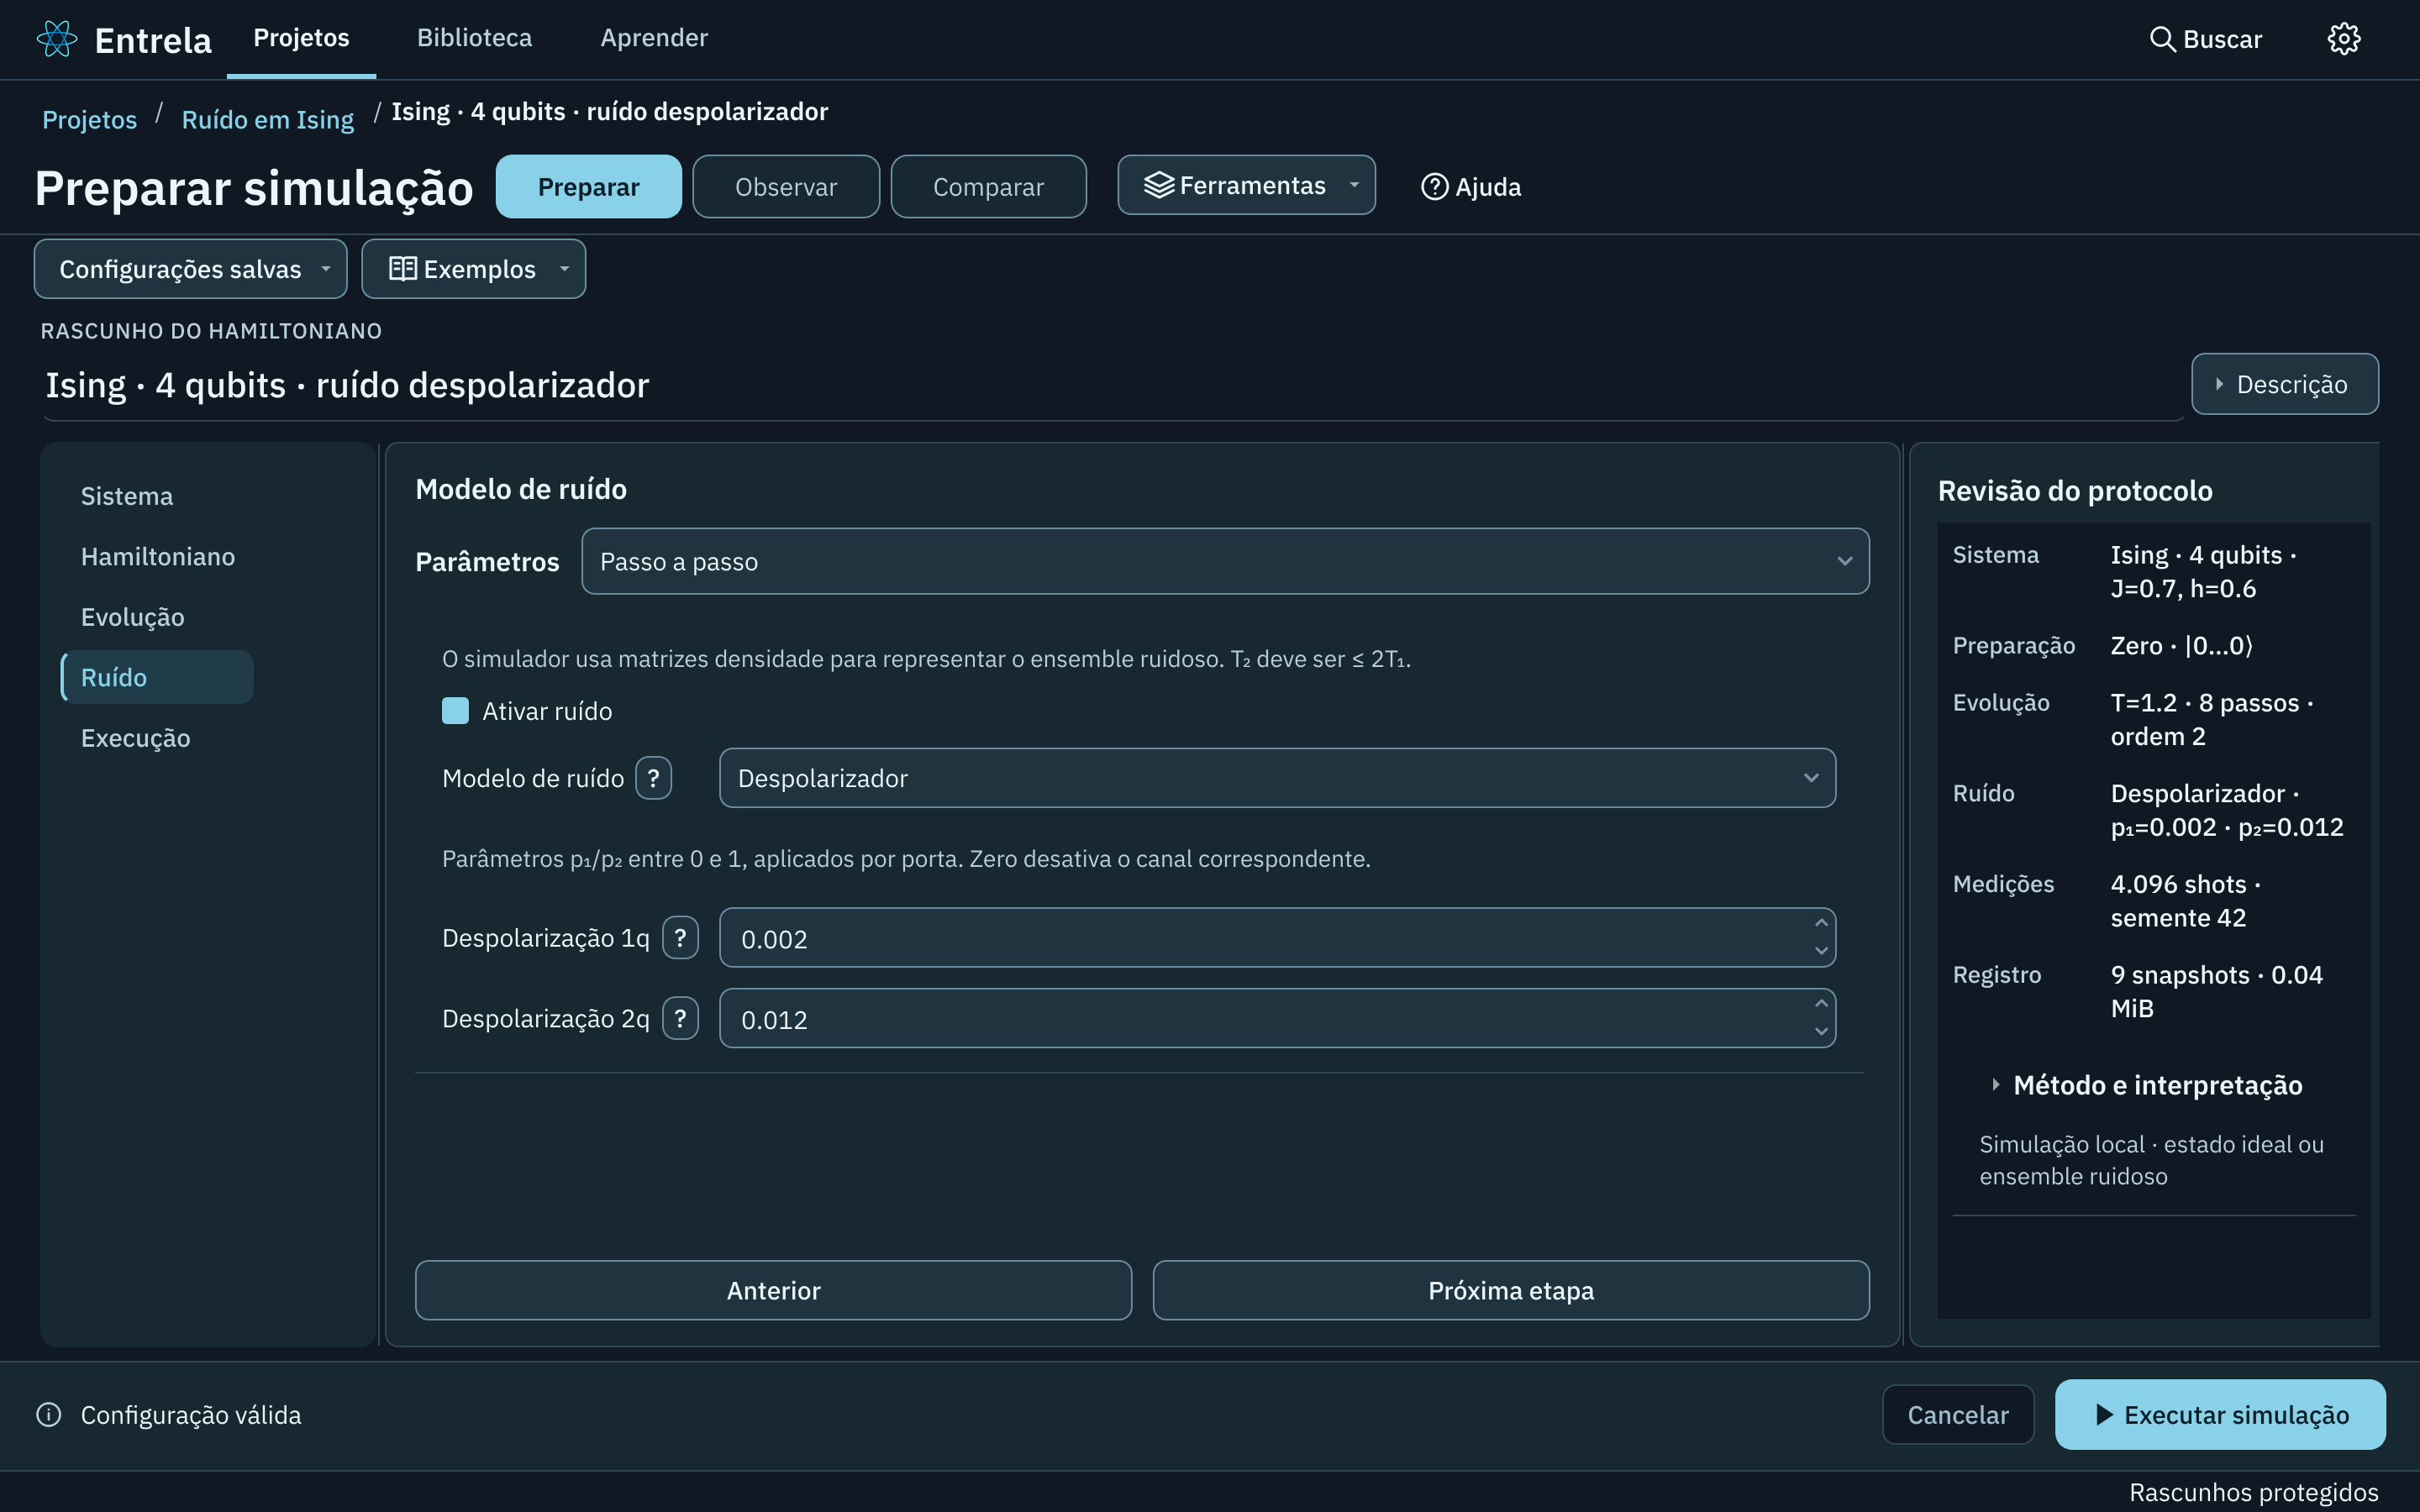 Entrela
Projetos
Biblioteca
Aprender
Buscar
Projetos / Ruído em Ising / Ising · 4 qubits · ruído despolarizador
Preparar simulação
Preparar
Observar
Comparar
Ferramentas
Ajuda
Configurações salvas
Exemplos
RASCUNHO DO HAMILTONIANO
Ising · 4 qubits · ruído despolarizador
Descrição
Sistema
Hamiltoniano
Evolução
Ruído
Execução
Modelo de ruído
Parâmetros
Passo a passo
O simulador usa matrizes densidade para representar o ensemble ruidoso. T₂ deve ser ≤ 2T₁.
Ativar ruído
Modelo de ruído ?
Despolarizador
Parâmetros p₁/p₂ entre 0 e 1, aplicados por porta. Zero desativa o canal correspondente.
Despolarização 1q ?
0.002
Despolarização 2q ?
0.012
Anterior
Próxima etapa
Revisão do protocolo
Sistema
Ising · 4 qubits ·
J=0.7, h=0.6
Preparação
Zero · |0…0⟩
Evolução
T=1.2 · 8 passos ·
ordem 2
Ruído
Despolarizador ·
p₁=0.002 · p₂=0.012
Medições
4.096 shots ·
semente 42
Registro
9 snapshots · 0.04
MiB
Método e interpretação
Simulação local · estado ideal ou
ensemble ruidoso
Configuração válida
Cancelar
Executar simulação
Rascunhos protegidos